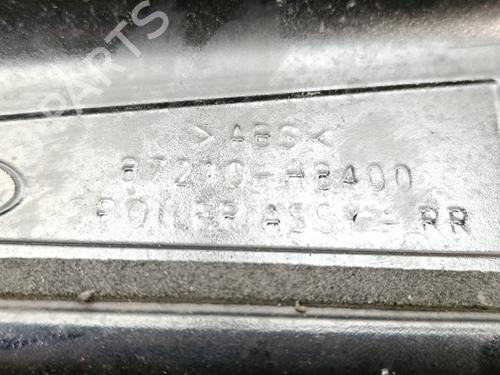 PARTS
>ABS<
87210-H8400
SPOILER ASSY-RR